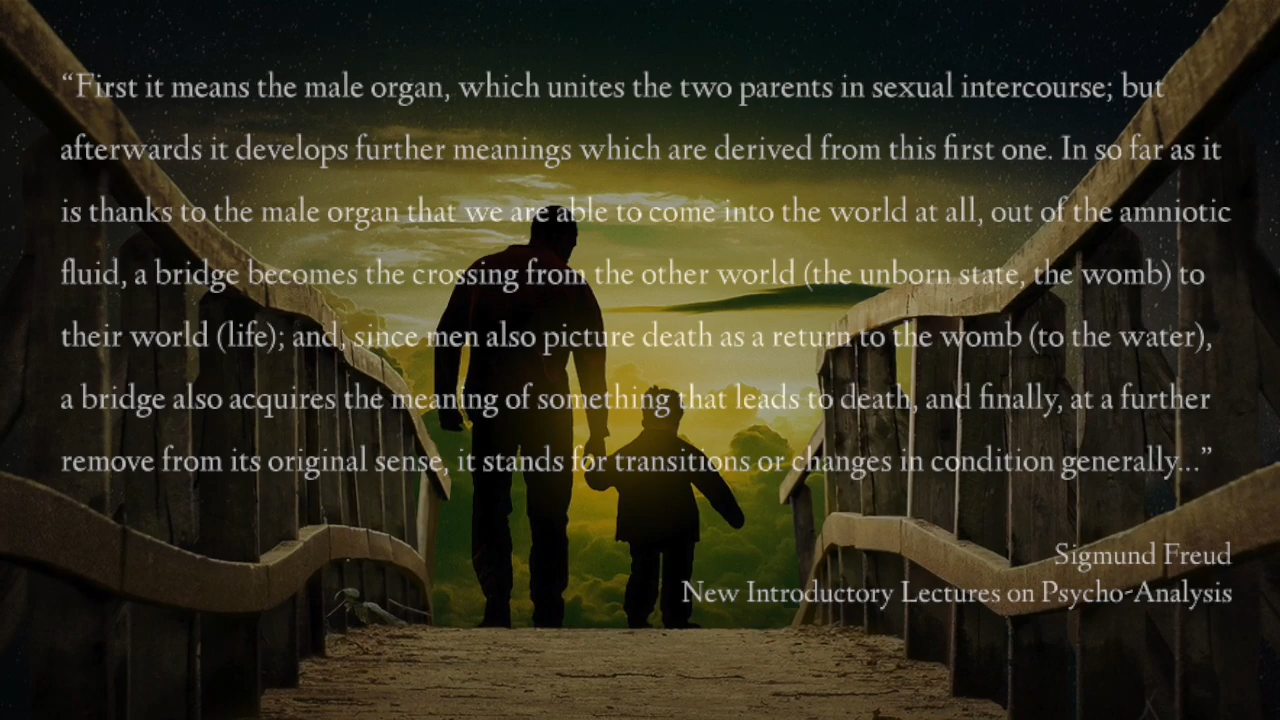 “First it means the male organ, which unites the two parents in sexual intercourse; but
afterwards it develops further meanings which are derived from this first one. In so far as it
is thanks to the male organ that we are able to come into the world at all, out of the amniotic
fluid, a bridge becomes the crossing from the other world (the unborn state, the womb) to
their world (life); and, since men also picture death as a return to the womb (to the water),
a bridge also acquires the meaning of something that leads to death, and finally, at a further
remove from its original sense, it stands for transitions or changes in condition generally...”
Sigmund Freud
New Introductory Lectures on Psycho-Analysis